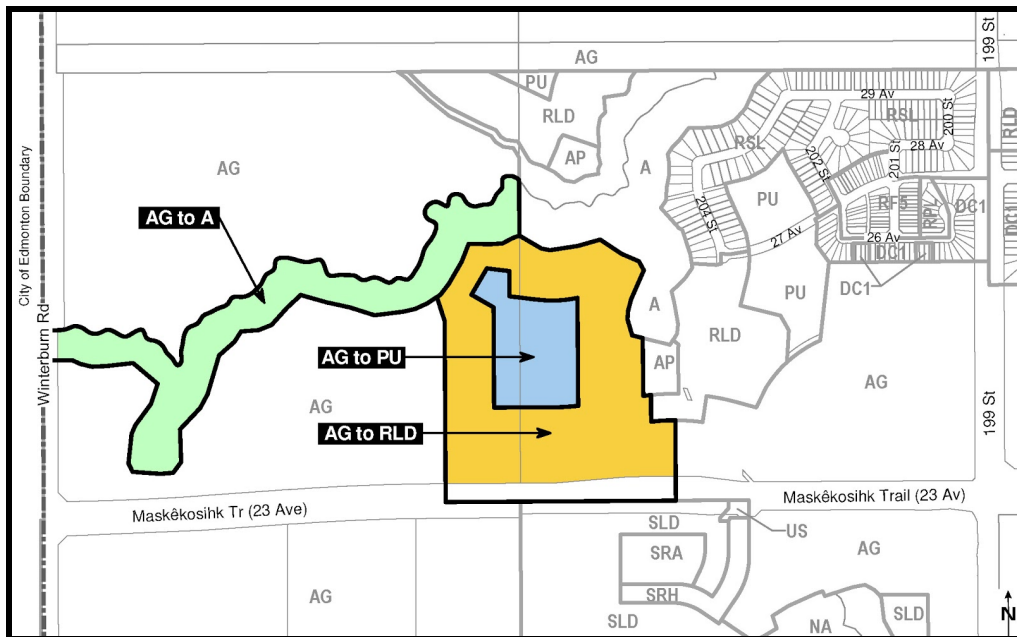 199 St
AG
PU
RLD
AP
A
RSL
29 Av
RSL
200 St
28 Av
RLD
201 St
202 St
204 St
PU
27 Av
RF5
RPL
DC1
DC1
26 Av
DC1
DC1
PU
City of Edmonton Boundary
Winterburn Rd
AG
AG to A
A
RLD
AP
AG
AG to PU
AG
AG to RLD
199 St
Maskêkosihk Tr (23 Ave)
Maskêkosihk Trail (23 Av)
SLD
US
SRA
AG
AG
SRH
SLD
NA
SLD
N